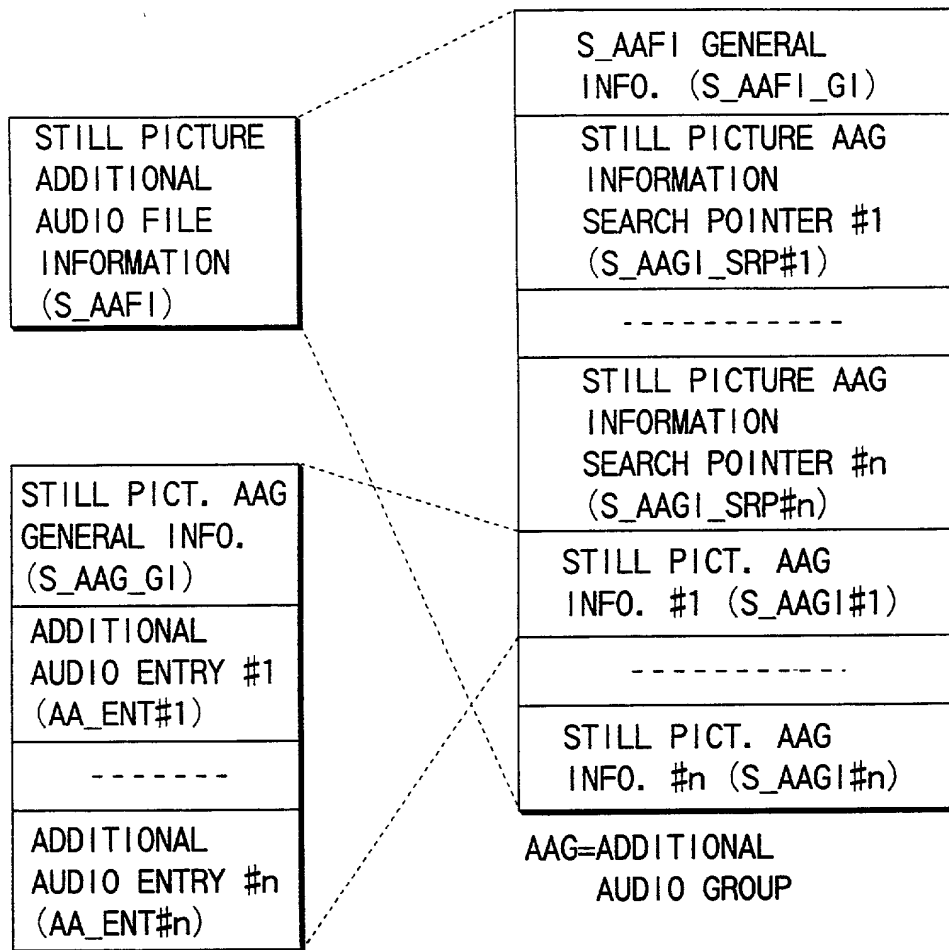 STILL PICTURE
ADDITIONAL
AUDIO FILE
INFORMATION
(S_AAFI)
S_AAFI GENERAL
INFO. (S_AAFI_GI)
STILL PICTURE AAG
INFORMATION
SEARCH POINTER #1
(S_AAGI_SRP#1)
STILL PICTURE AAG
INFORMATION
SEARCH POINTER #n
(S_AAGI_SRP#n)
STILL PICT. AAG
INFO. #1 (S_AAGI#1)
STILL PICT. AAG
INFO. #n (S_AAGI#n)
STILL PICT. AAG
GENERAL INFO.
(S_AAG_GI)
ADDITIONAL
AUDIO ENTRY #1
(AA_ENT#1)
ADDITIONAL
AUDIO ENTRY #n
(AA_ENT#n)
AAG=ADDITIONAL
AUDIO GROUP